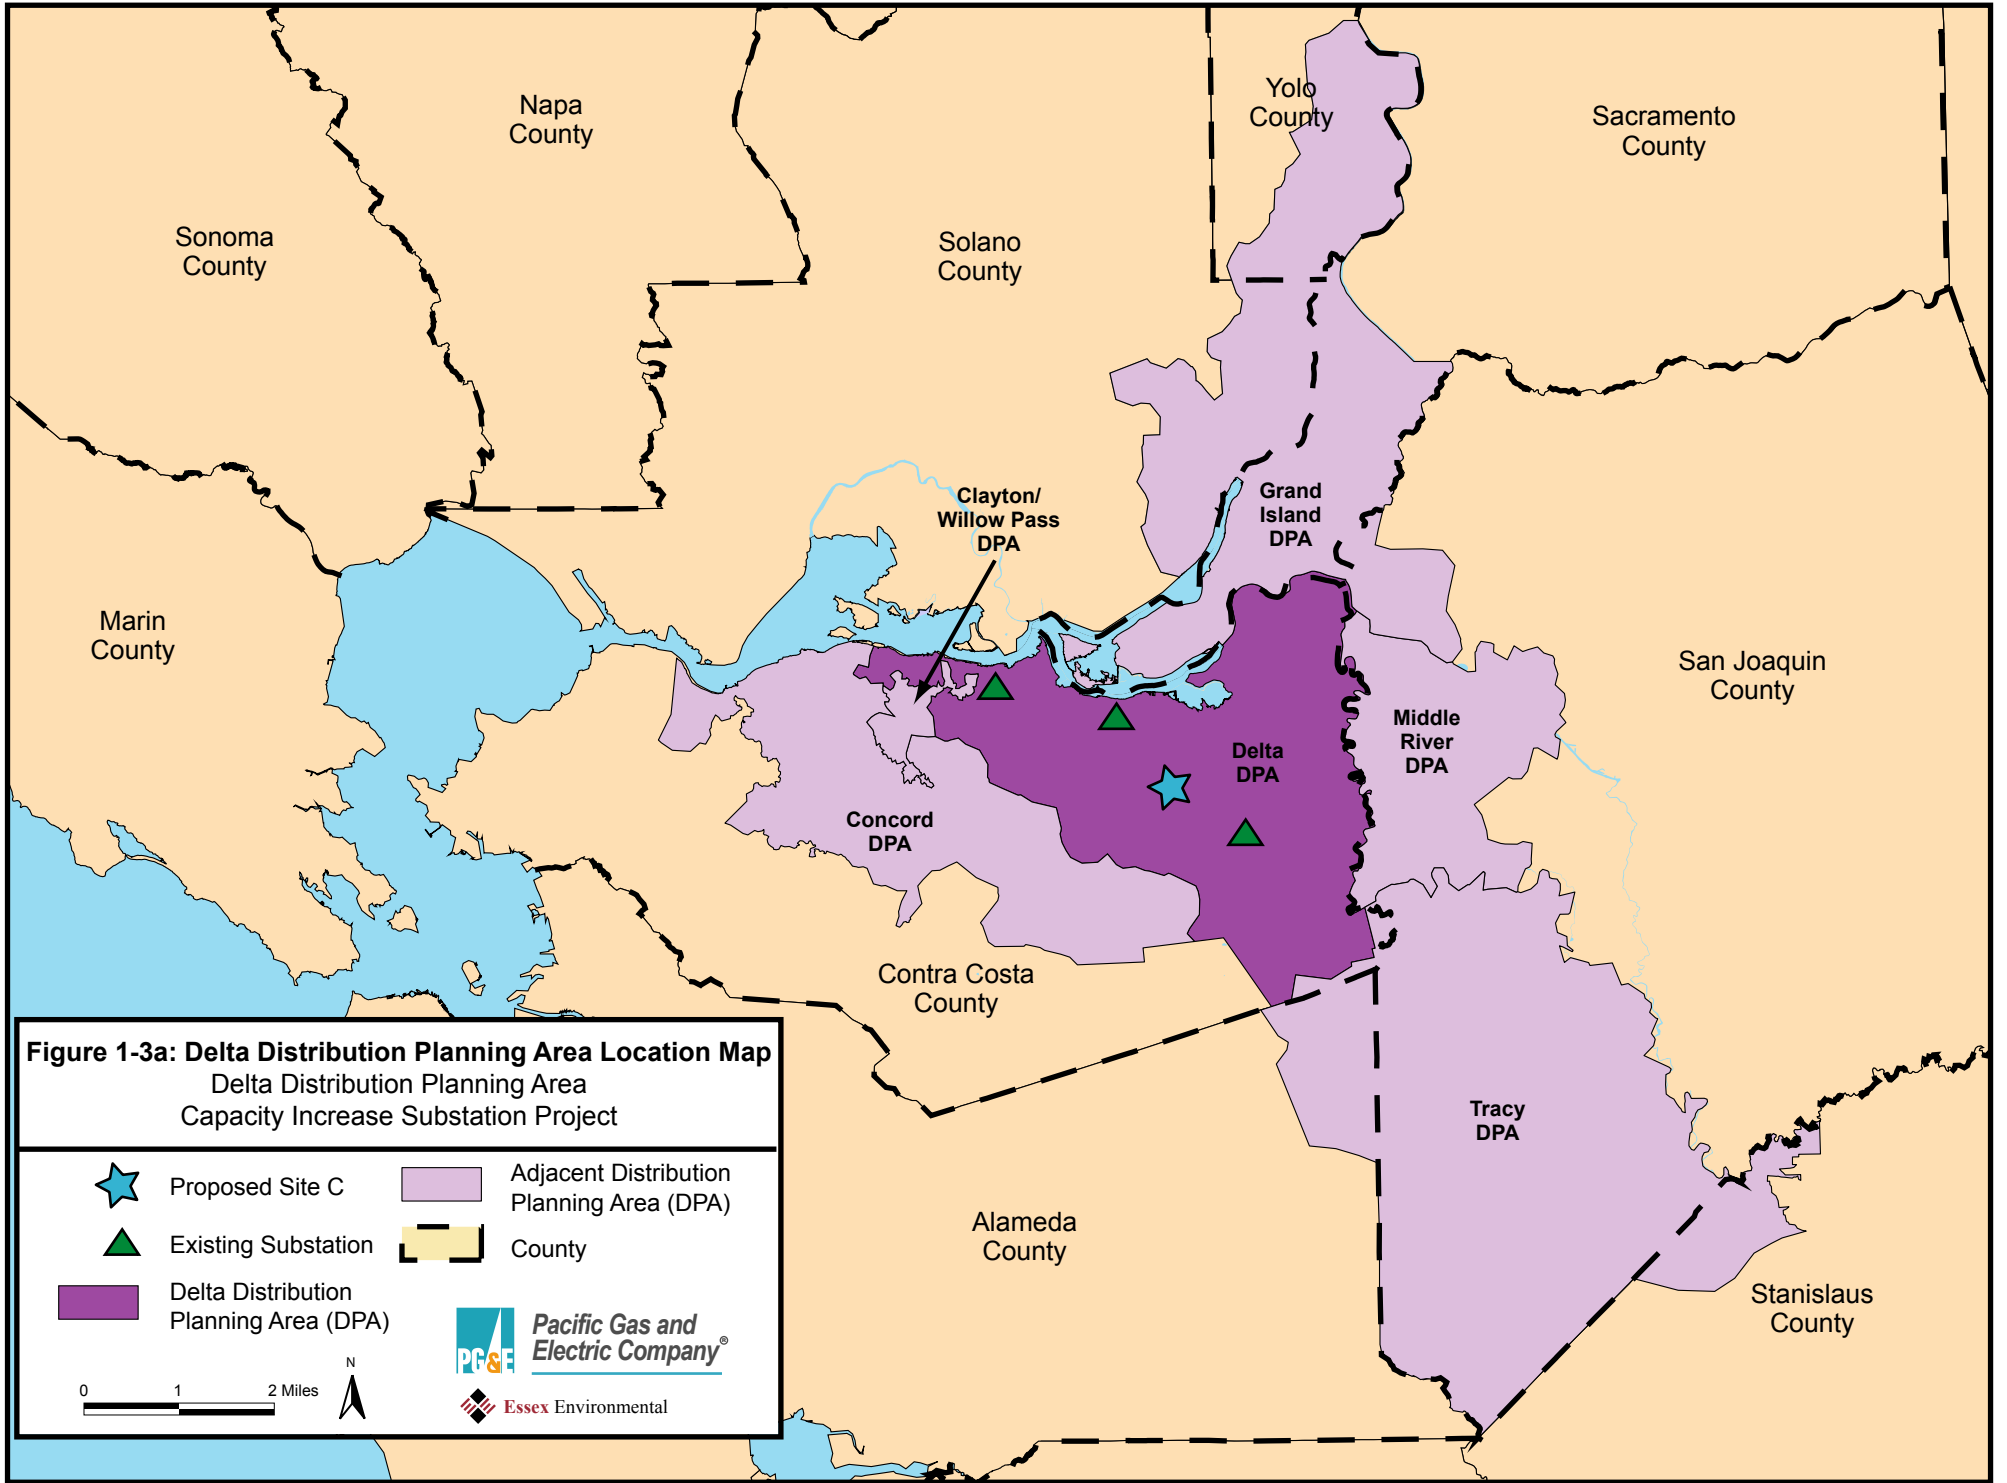 Napa
County
Yolo
County
Sacramento
County
Sonoma
County
Solano
County
Clayton/
Willow Pass
DPA
Grand
Island
DPA
Marin
County
San Joaquin
County
Middle
River
DPA
Delta
DPA
Concord
DPA
Contra Costa
County
Tracy
DPA
Alameda
County
Stanislaus
County
Figure 1-3a: Delta Distribution Planning Area Location Map
Delta Distribution Planning Area
Capacity Increase Substation Project
Proposed Site C
Adjacent Distribution
Planning Area (DPA)
Existing Substation
County
Delta Distribution
Planning Area (DPA)
PG&E
Pacific Gas and
Electric Company®
N
0 1 2 Miles
Essex Environmental